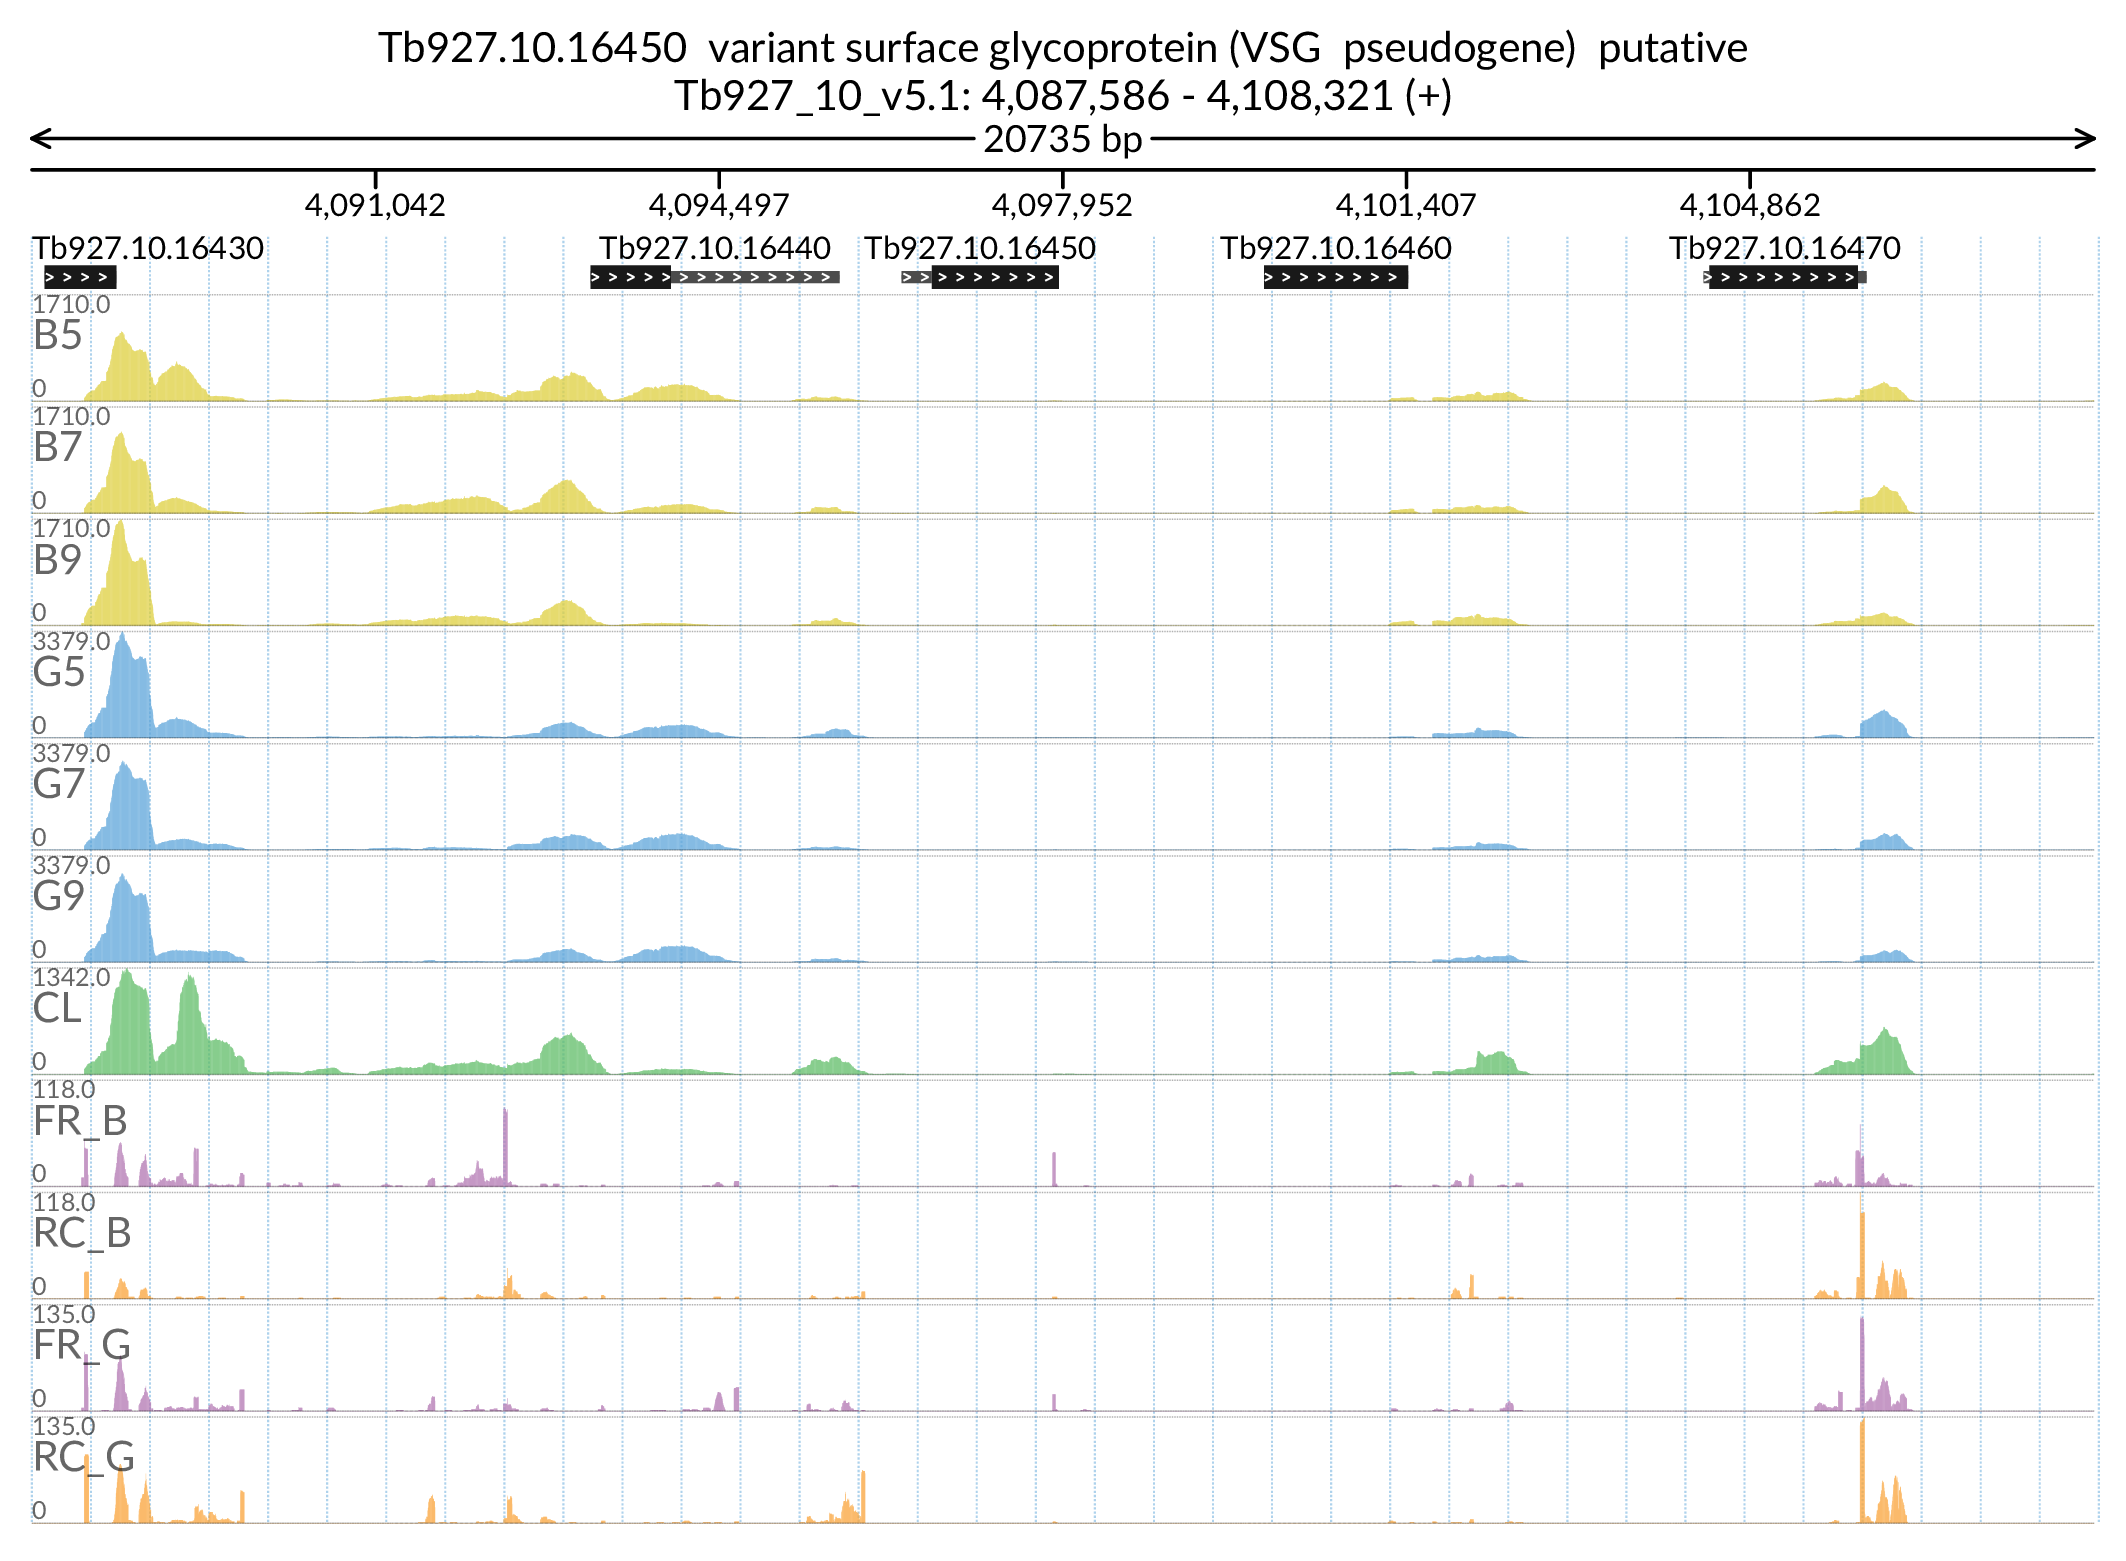 Tb927.10.16450 variant surface glycoprotein (VSG pseudogene) putative
Tb927_10_v5.1: 4,087,586 - 4,108,321 (+)
20735 bp
4,091,042 4,094,497 4,097,952 4,101,407 4,104,862
Tb927.10.16430 Tb927.10.16440 Tb927.10.16450 Tb927.10.16460 Tb927.10.16470
1710.0
B5
0
1710.0
B7
0
1710.0
B9
0
3379.0
G5
0
3379.0
G7
0
3379.0
G9
0
1342.0
CL
0
118.0
FR_B
0
118.0
RC_B
0
135.0
FR_G
0
135.0
RC_G
0